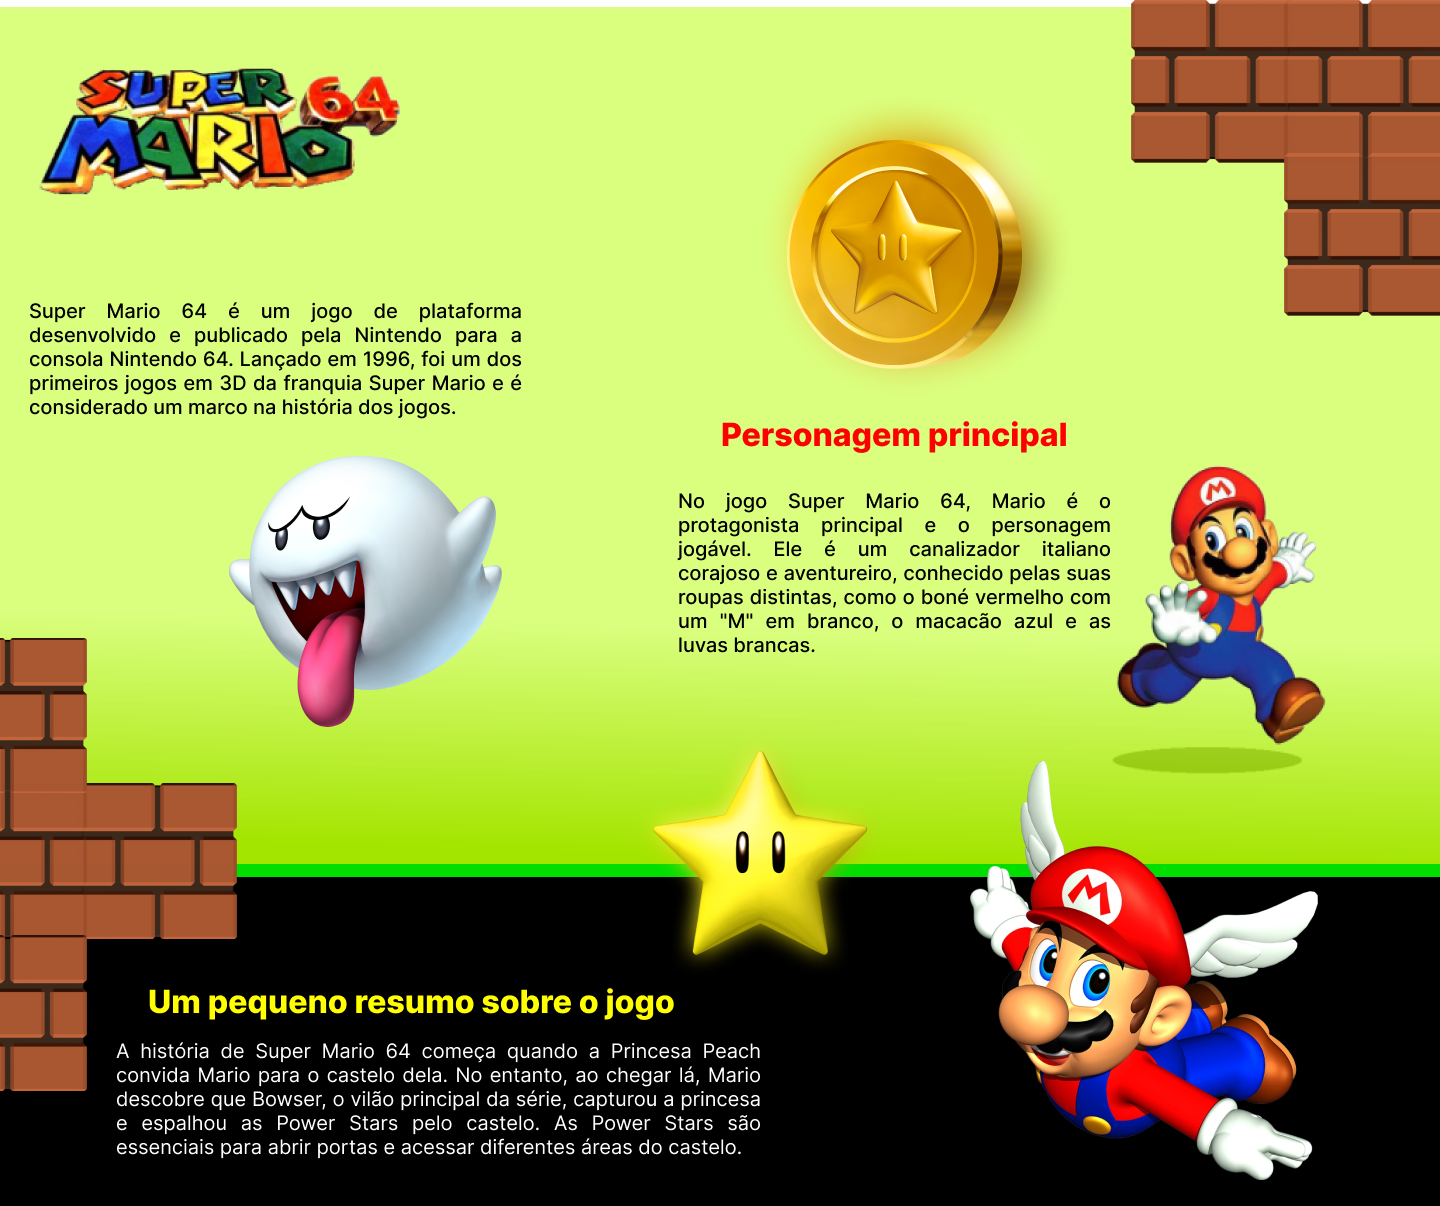 SUPER
MARIO 64
Super Mario 64 é um jogo de plataforma
desenvolvido e publicado pela Nintendo para a
consola Nintendo 64. Lançado em 1996, foi um dos
primeiros jogos em 3D da franquia Super Mario e é
considerado um marco na história dos jogos.
Personagem principal
No jogo Super Mario 64, Mario é o
protagonista principal e o personagem
jogável. Ele é um canalizador italiano
corajoso e aventureiro, conhecido pelas suas
roupas distintas, como o boné vermelho com
um "M" em branco, o macacão azul e as
luvas brancas.
M
M
Um pequeno resumo sobre o jogo
A história de Super Mario 64 começa quando a Princesa Peach
convida Mario para o castelo dela. No entanto, ao chegar lá, Mario
descobre que Bowser, o vilão principal da série, capturou a princesa
e espalhou as Power Stars pelo castelo. As Power Stars são
essenciais para abrir portas e acessar diferentes áreas do castelo.